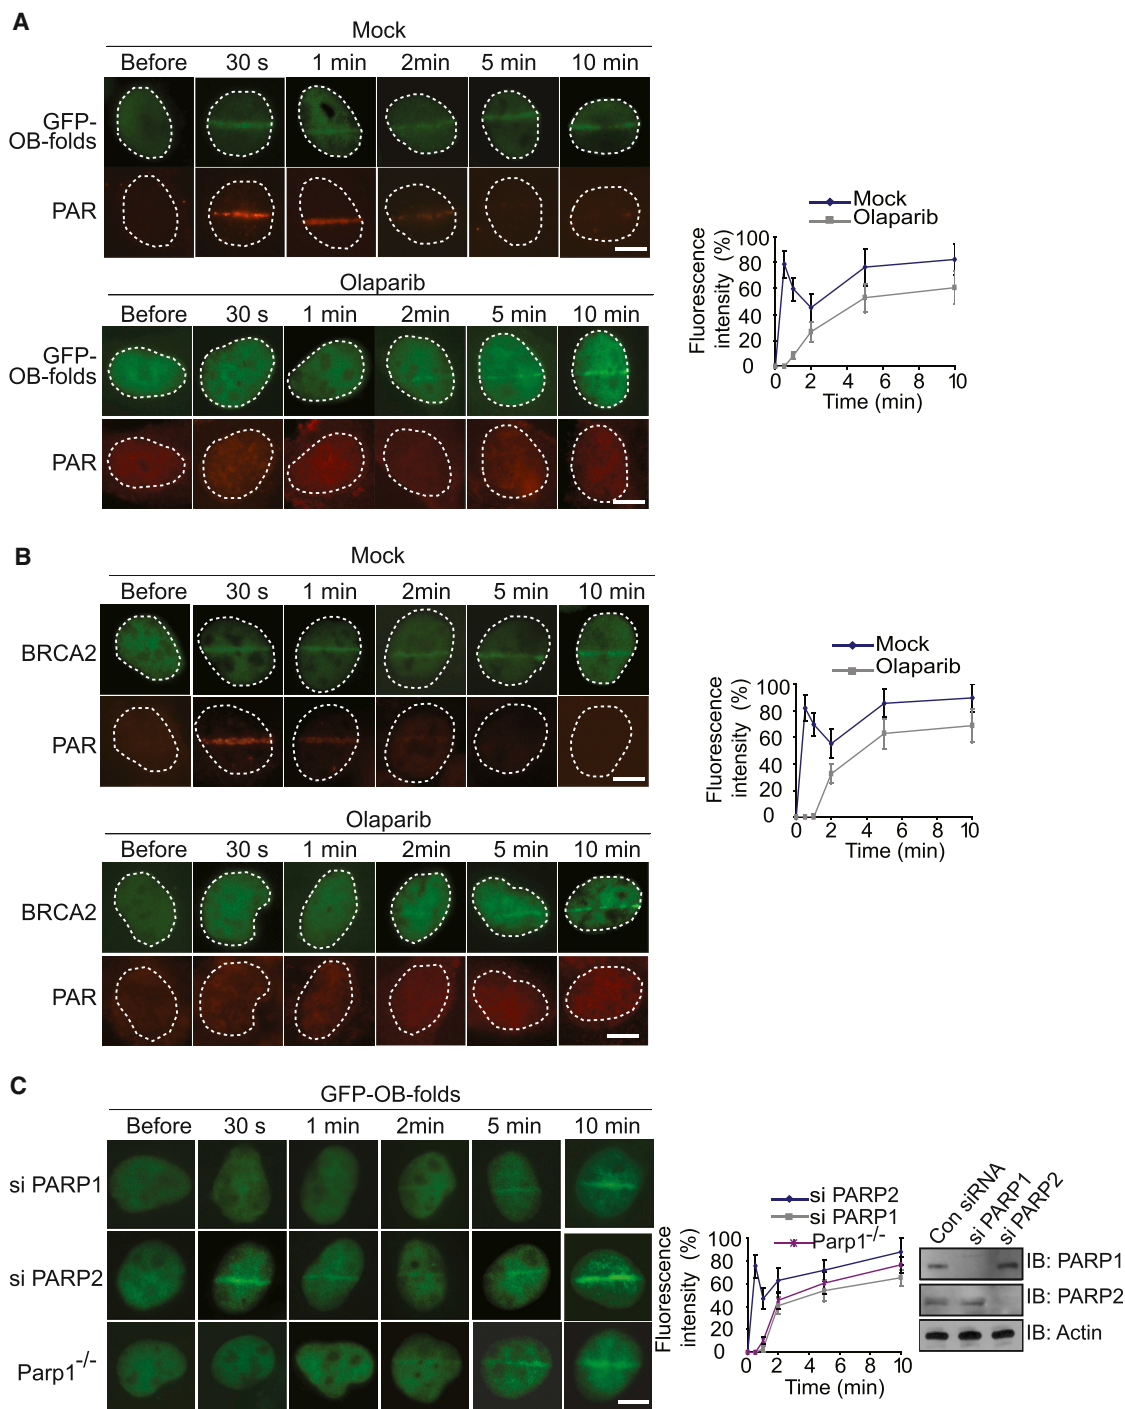 A
Mock
Before 30 s 1 min 2min 5 min 10 min
GFP-
OB-folds
PAR
Mock
Olaparib
Fluorescence
intensity (%)
100
80
60
40
20
0
0 2 4 6 8 10
Time (min)
Olaparib
Before 30 s 1 min 2min 5 min 10 min
GFP-
OB-folds
PAR
B
Mock
Before 30 s 1 min 2min 5 min 10 min
BRCA2
PAR
Mock
Olaparib
Fluorescence
intensity (%)
100
80
60
40
20
0
0 2 4 6 8 10
Time (min)
Olaparib
Before 30 s 1 min 2min 5 min 10 min
BRCA2
PAR
C
GFP-OB-folds
Before 30 s 1 min 2min 5 min 10 min
si PARP1
si PARP2
Parp1-/-
si PARP2
si PARP1
Parp1-/-
Fluorescence
intensity (%)
100
80
60
40
20
0
0 2 4 6 8 10
Time (min)
Con siRNA
si PARP1
si PARP2
IB: PARP1
IB: PARP2
IB: Actin